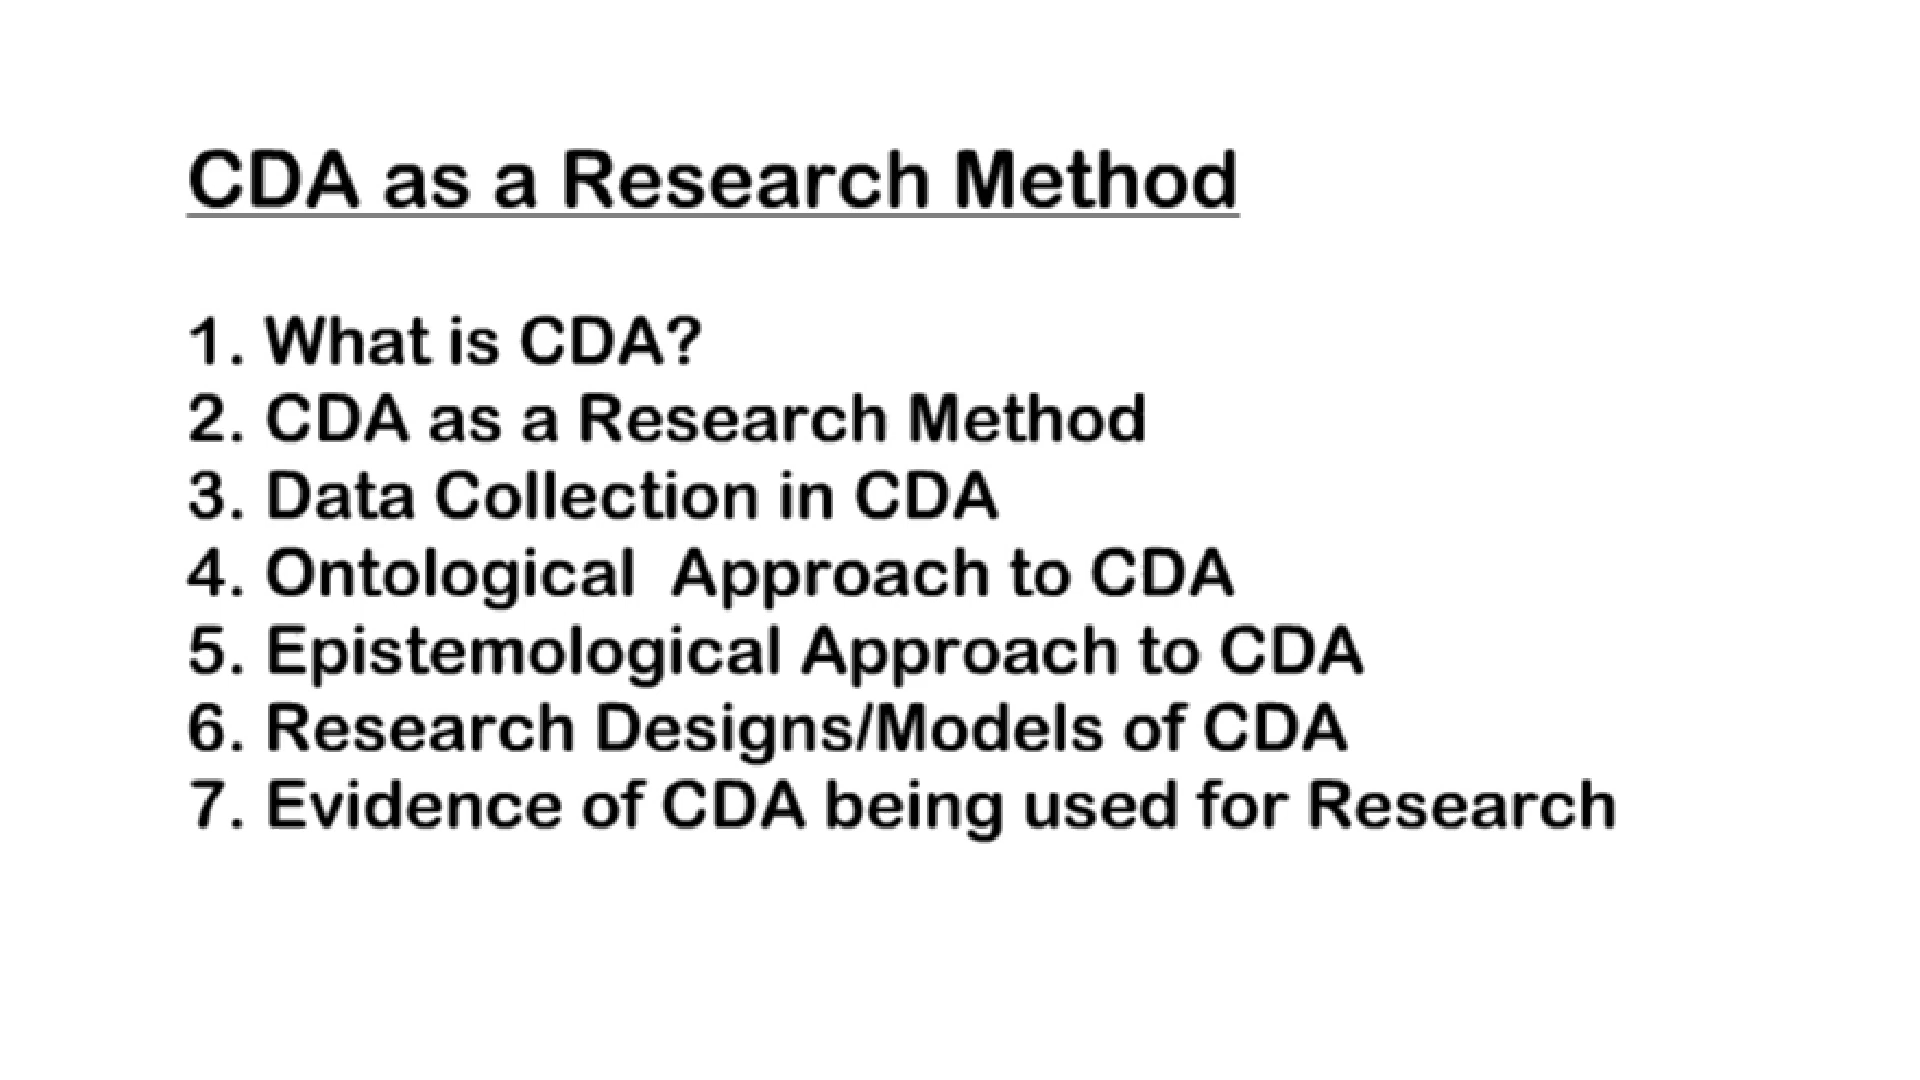 CDA as a Research Method
1. What is CDA?
2. CDA as a Research Method
3. Data Collection in CDA
4. Ontological  Approach to CDA
5. Epistemological Approach to CDA
6. Research Designs/Models of CDA
7. Evidence of CDA being used for Research